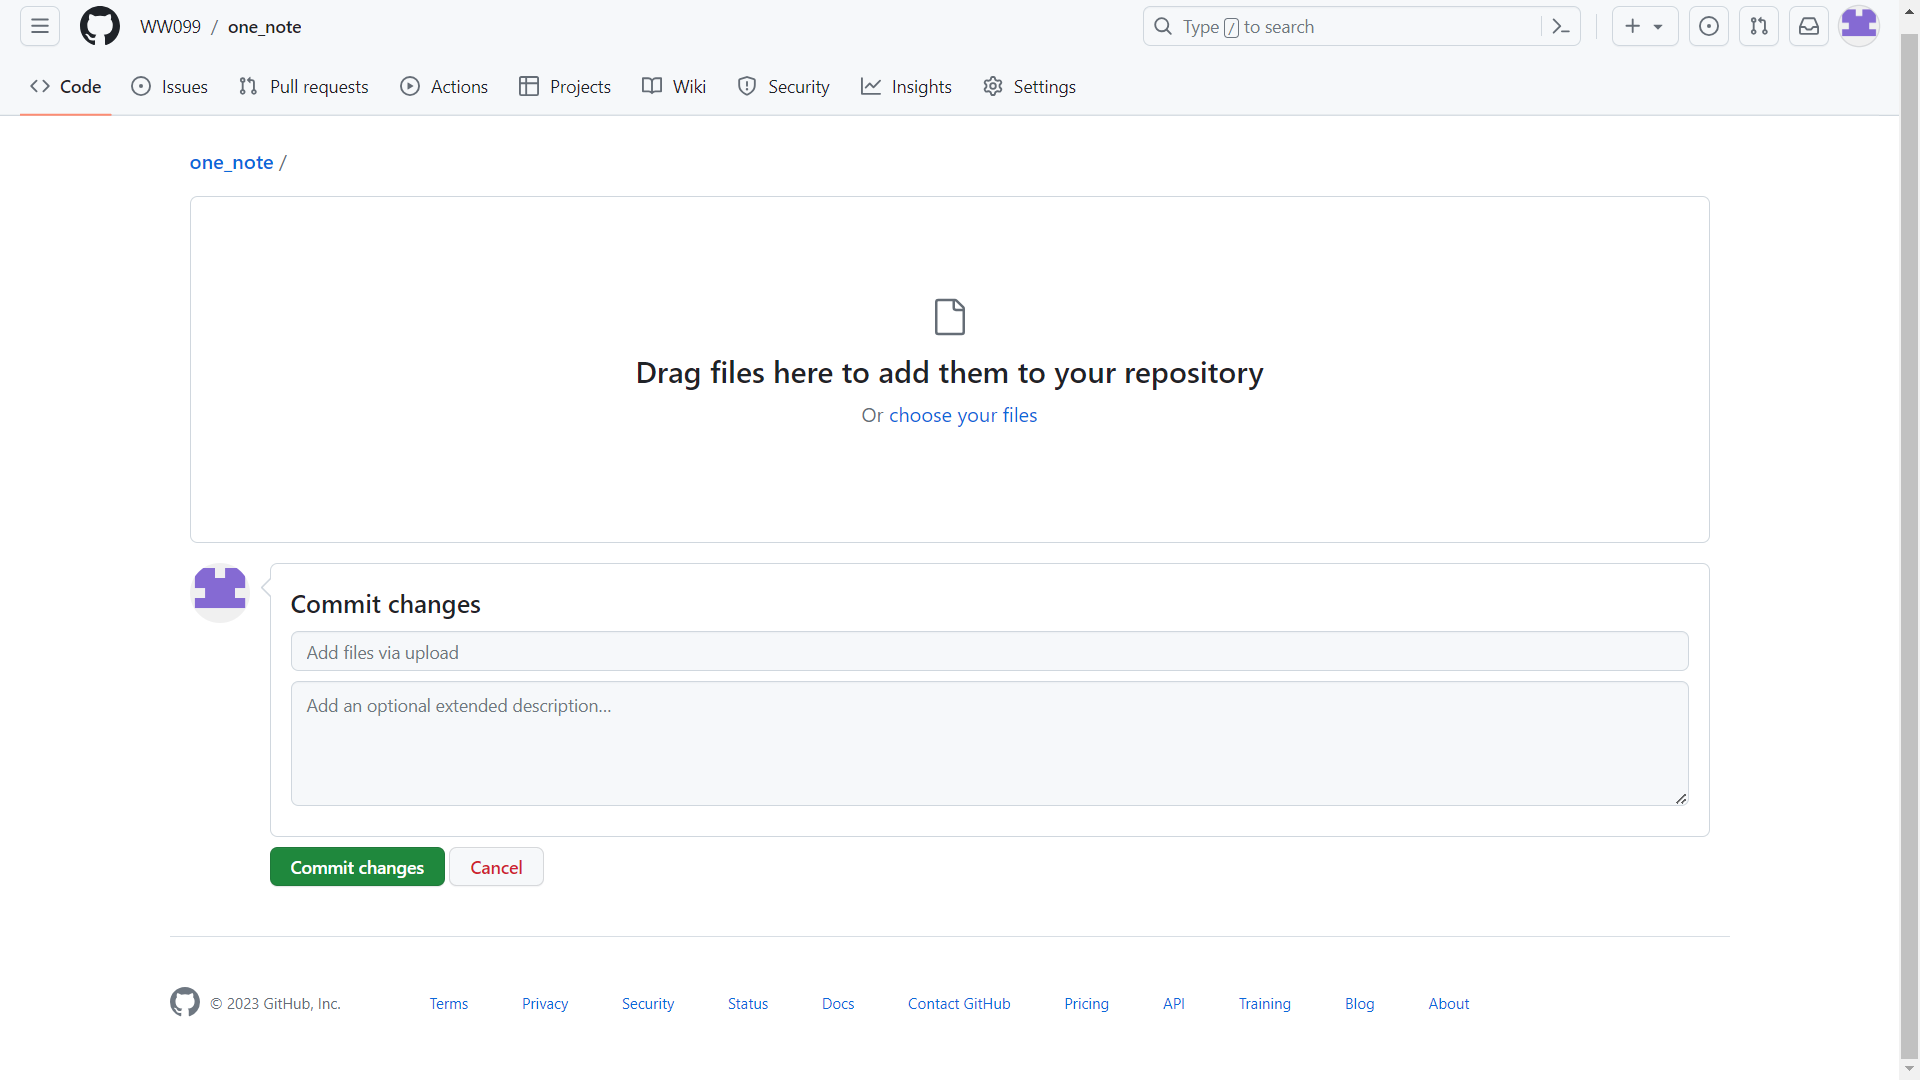 WW099 / one_note
Type / to search
Code Issues Pull requests Actions Projects Wiki Security Insights Settings
one_note /
Drag files here to add them to your repository
Or choose your files
Commit changes
Add files via upload
Add an optional extended description...
Commit changes Cancel
© 2023 GitHub, Inc. Terms Privacy Security Status Docs Contact GitHub Pricing API Training Blog About